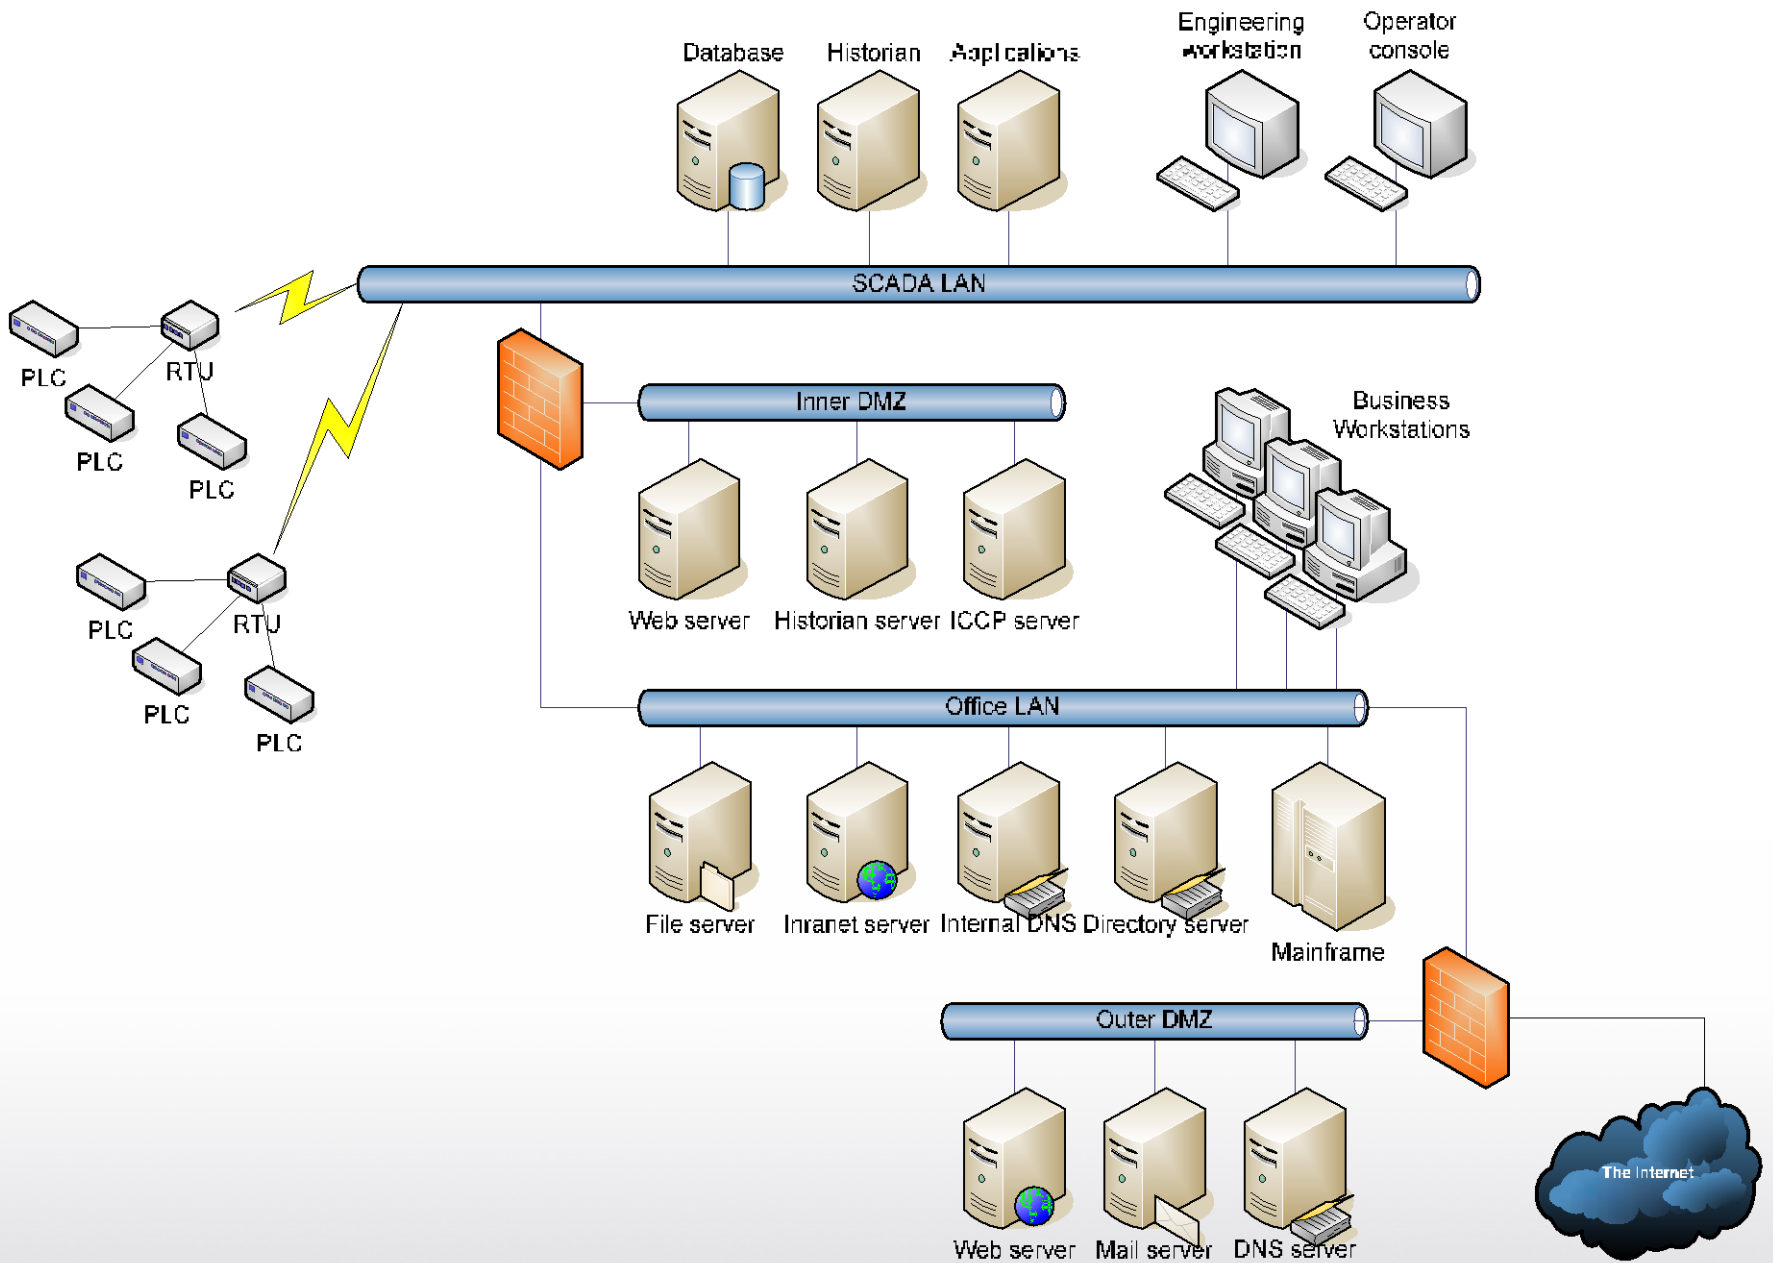 Engineering
workstation
Operator
console
Database
Historian
Applications
SCADA LAN
RTU
PLC
PLC
PLC
Inner DMZ
Business
Workstations
Web server
Historian server
ICCP server
RTU
PLC
PLC
PLC
Office LAN
File server
Inranet server
Internal DNS
Directory server
Mainframe
Outer DMZ
The Internet
Web server
Mail server
DNS server